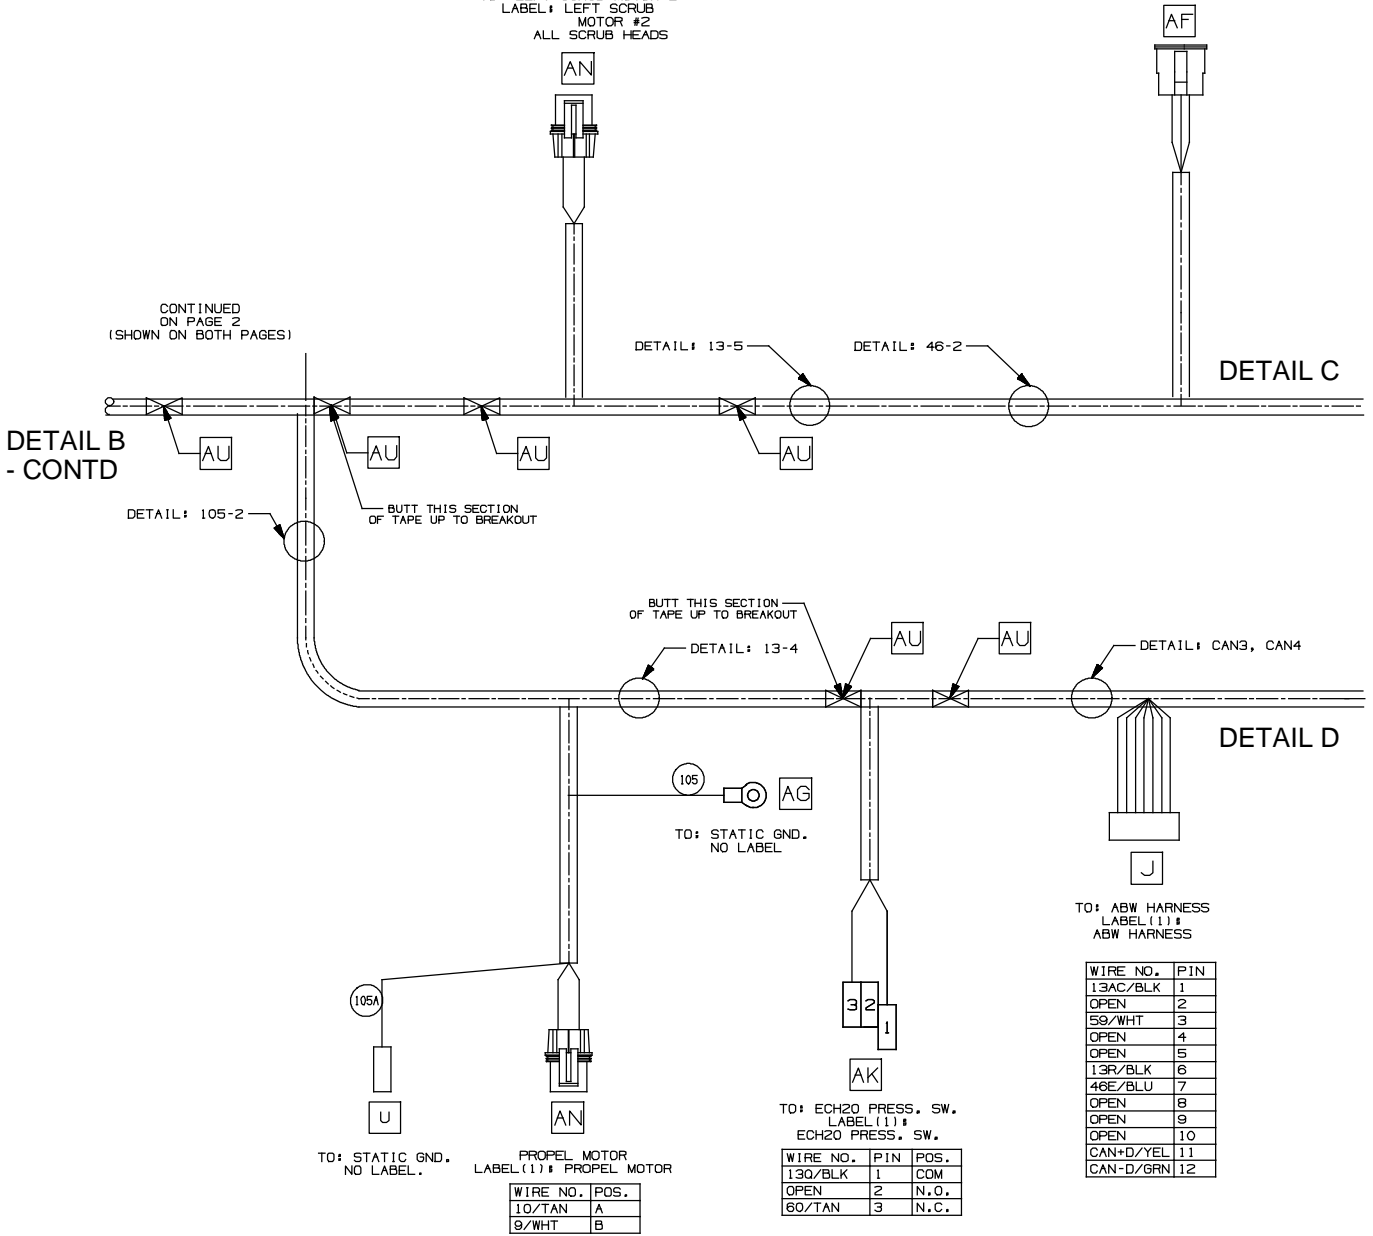 LABEL: LEFT SCRUB
MOTOR #2
ALL SCRUB HEADS
AN
AF
CONTINUED
ON PAGE 2
(SHOWN ON BOTH PAGES)
DETAIL: 13-5
DETAIL: 46-2
DETAIL C
DETAIL B
- CONTD
AU
AU
AU
AU
DETAIL: 105-2
BUTT THIS SECTION
OF TAPE UP TO BREAKOUT
BUTT THIS SECTION
OF TAPE UP TO BREAKOUT
AU
AU
DETAIL: 13-4
DETAIL: CAN3, CAN4
DETAIL D
105
AG
TO: STATIC GND.
NO LABEL
J
TO: ABW HARNESS
LABEL(1):
ABW HARNESS
WIRE NO. PIN
13AC/BLK 1
OPEN 2
59/WHT 3
OPEN 4
OPEN 5
13R/BLK 6
46E/BLU 7
OPEN 8
OPEN 9
OPEN 10
CAN+D/YEL 11
CAN-D/GRN 12
105A
U
TO: STATIC GND.
NO LABEL.
AN
PROPEL MOTOR
LABEL(1): PROPEL MOTOR
WIRE NO. POS.
10/TAN A
9/WHT B
3 2
1
AK
TO: ECH20 PRESS. SW.
LABEL(1):
ECH20 PRESS. SW.
WIRE NO. PIN POS.
13Q/BLK 1 COM
OPEN 2 N.O.
60/TAN 3 N.C.